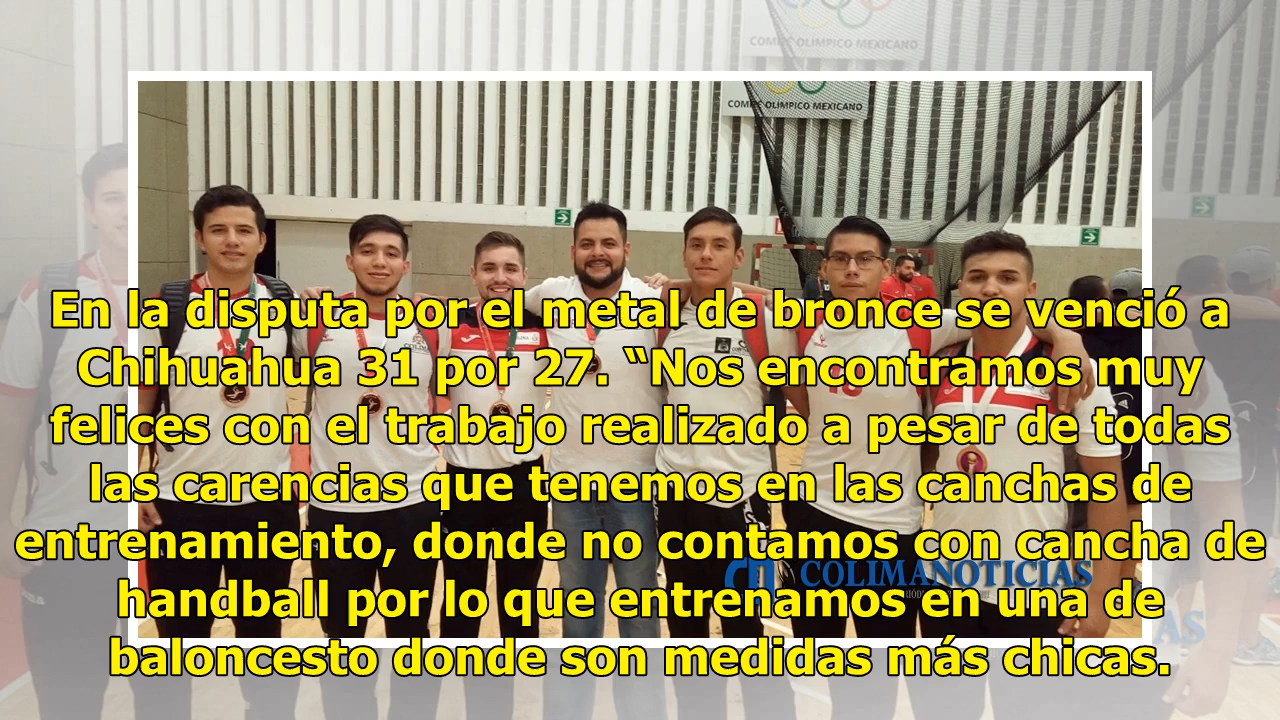 COMITÉ OLÍMPICO MEXICANO
COMITÉ OLIMPICO MEXICANO
En la disputa por el metal de bronce se venció a
Chihuahua 31 por 27. “Nos encontramos muy
felices con el trabajo realizado a pesar de todas
las carencias que tenemos en las canchas de
entrenamiento, donde no contamos con cancha de
handball por lo que entrenamos en una de
baloncesto donde son medidas más chicas.
COLIMANOTICIAS